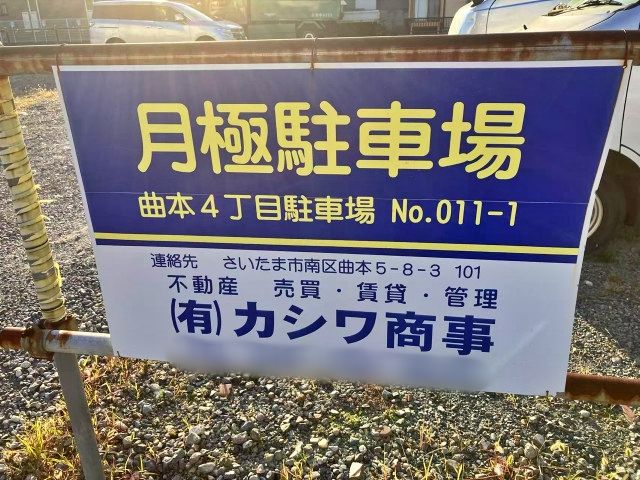 月極駐車場
曲本4丁目駐車場 No.011-1
連絡先 さいたま市南区曲本5-8-3 101
不動産 売買・賃貸・管理
(有)カシワ商事